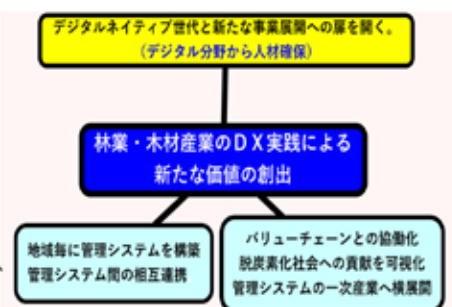 デジタルネイティブ世代と新たな事業展開への扉を開く。
（デジタル分野から人材確保）
林業・木材産業のＤＸ実践による
新たな価値の創出
地域毎に管理システムを構築
管理システム間の相互連携
バリューチェーンとの協働化
脱炭素化社会への貢献を可視化
管理システムの一次産業へ横展開